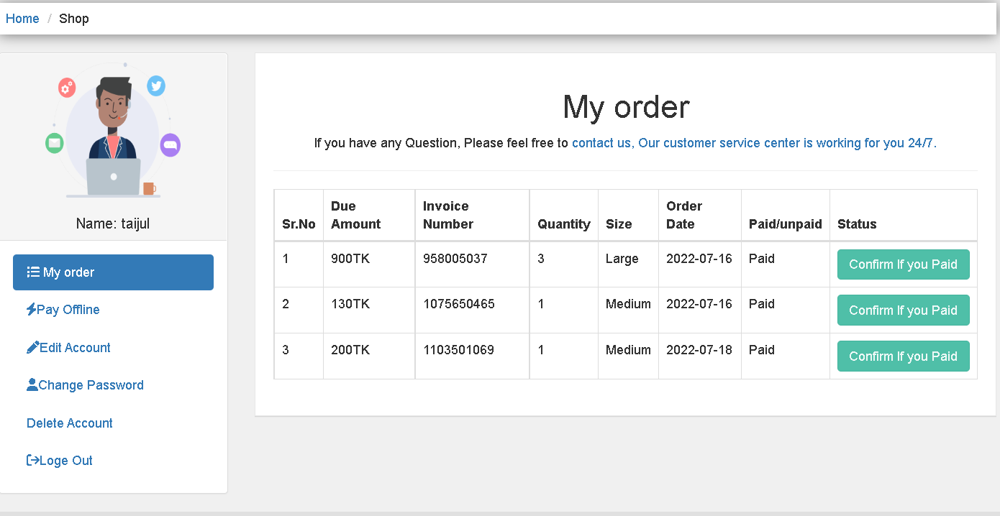 Home / Shop
Name: taijul
My order
Pay Offline
Edit Account
Change Password
Delete Account
Loge Out
My order
If you have any Question, Please feel free to contact us, Our customer service center is working for you 24/7.
Sr.No Due Amount Invoice Number Quantity Size Order Date Paid/unpaid Status
1 900TK 958005037 3 Large 2022-07-16 Paid Confirm If you Paid
2 130TK 1075650465 1 Medium 2022-07-16 Paid Confirm If you Paid
3 200TK 1103501069 1 Medium 2022-07-18 Paid Confirm If you Paid